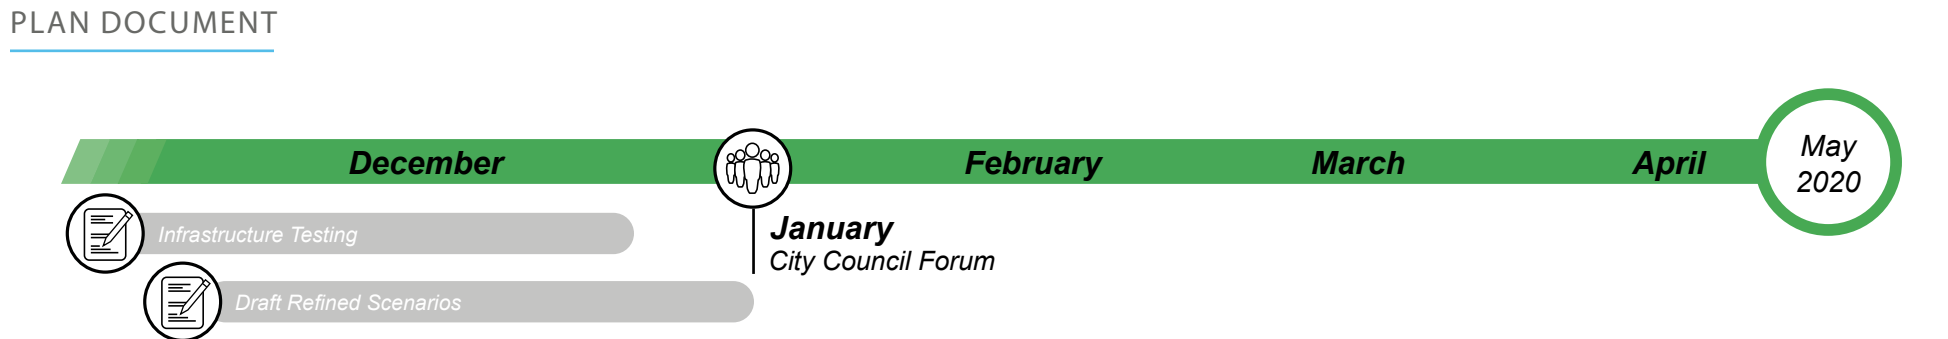 PLAN DOCUMENT
December
February
March
April
May
2020
Infrastructure Testing
January
City Council Forum
Draft Refined Scenarios